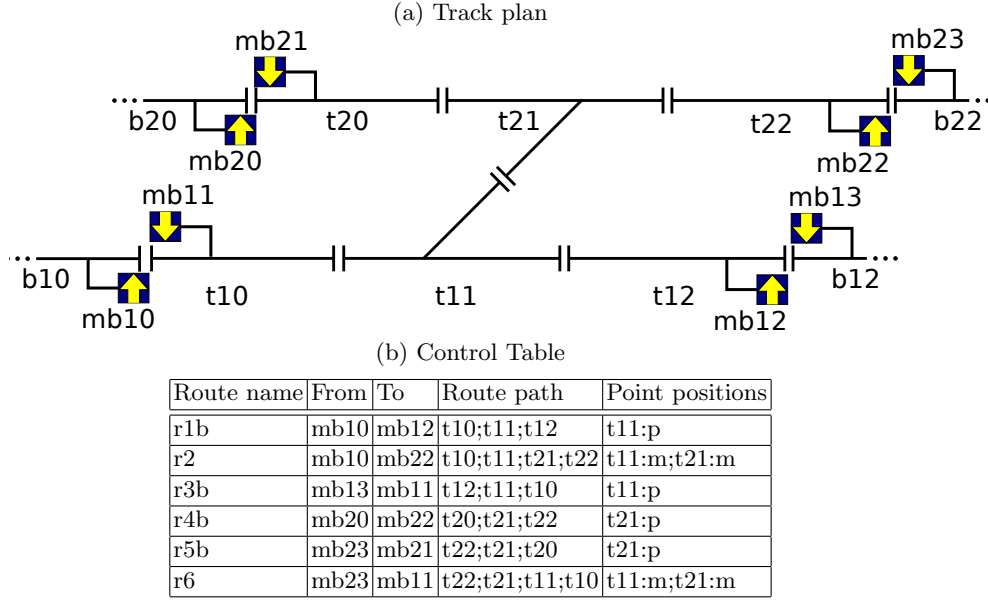 (a) Track plan
mb21 mb23
b20 t20 t21 t22 b22
mb20 mb22
mb11 mb13
b10 t10 t11 t12 b12
mb10 mb12
(b) Control Table
Route name From To Route path Point positions
r1b mb10 mb12 t10;t11;t12 t11:p
r2 mb10 mb22 t10;t11;t21;t22 t11:m;t21:m
r3b mb13 mb11 t12;t11;t10 t11:p
r4b mb20 mb22 t20;t21;t22 t21:p
r5b mb23 mb21 t22;t21;t20 t21:p
r6 mb23 mb11 t22;t21;t11;t10 t11:m;t21:m